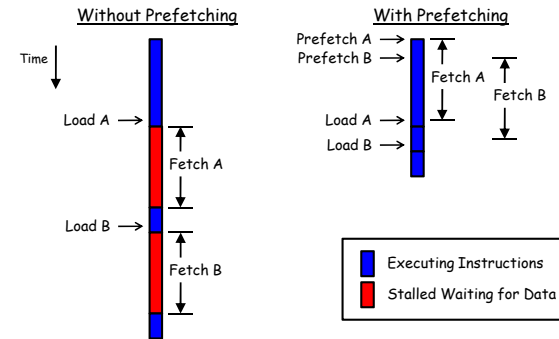 Without Prefetching
Time
Load A
Fetch A
Load B
Fetch B
With Prefetching
Prefetch A
Prefetch B
Fetch A
Fetch B
Load A
Load B
Executing Instructions
Stalled Waiting for Data